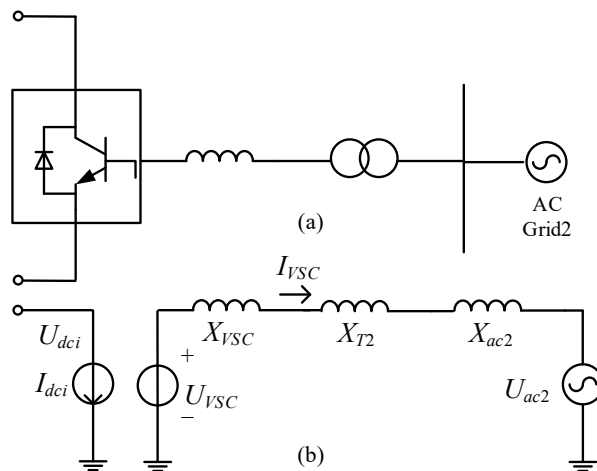 AC
Grid2
(a)
I_VSC
U_dci
X_VSC
X_T2
X_ac2
+
I_dci
U_VSC
U_ac2
−
(b)